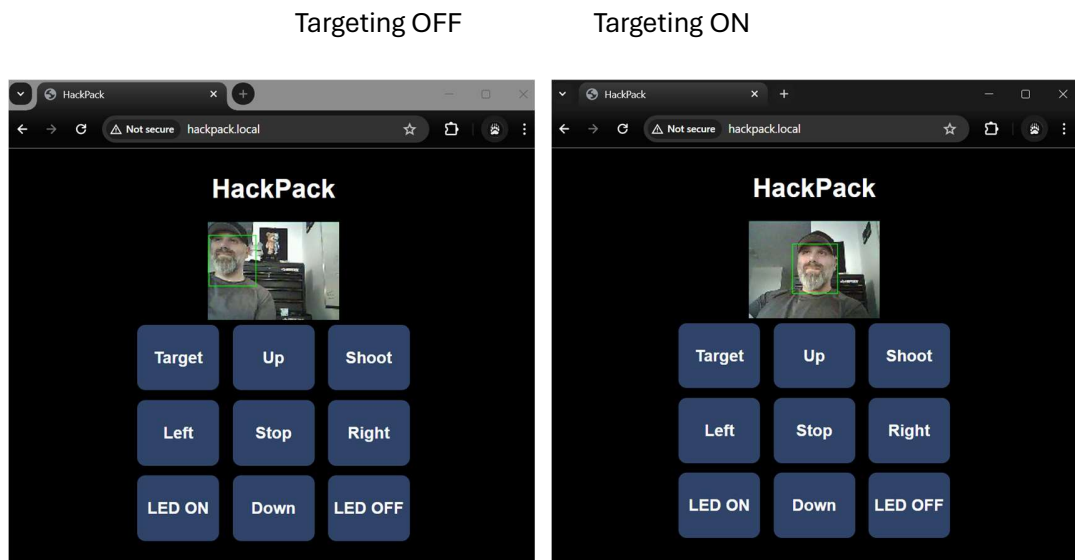 Targeting OFF
Targeting ON
HackPack
Not secure hackpack.local
HackPack
Target Up Shoot
Left Stop Right
LED ON Down LED OFF
HackPack
Not secure hackpack.local
HackPack
Target Up Shoot
Left Stop Right
LED ON Down LED OFF